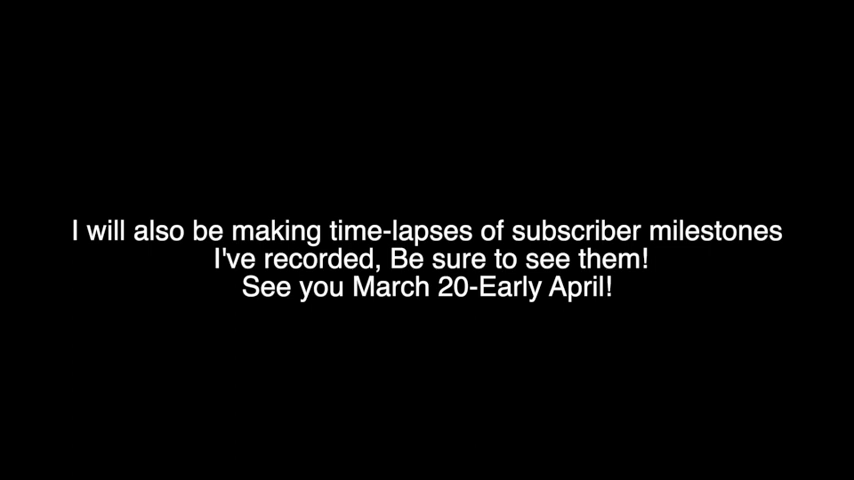 I will also be making time-lapses of subscriber milestones
I've recorded, Be sure to see them!
See you March 20-Early April!